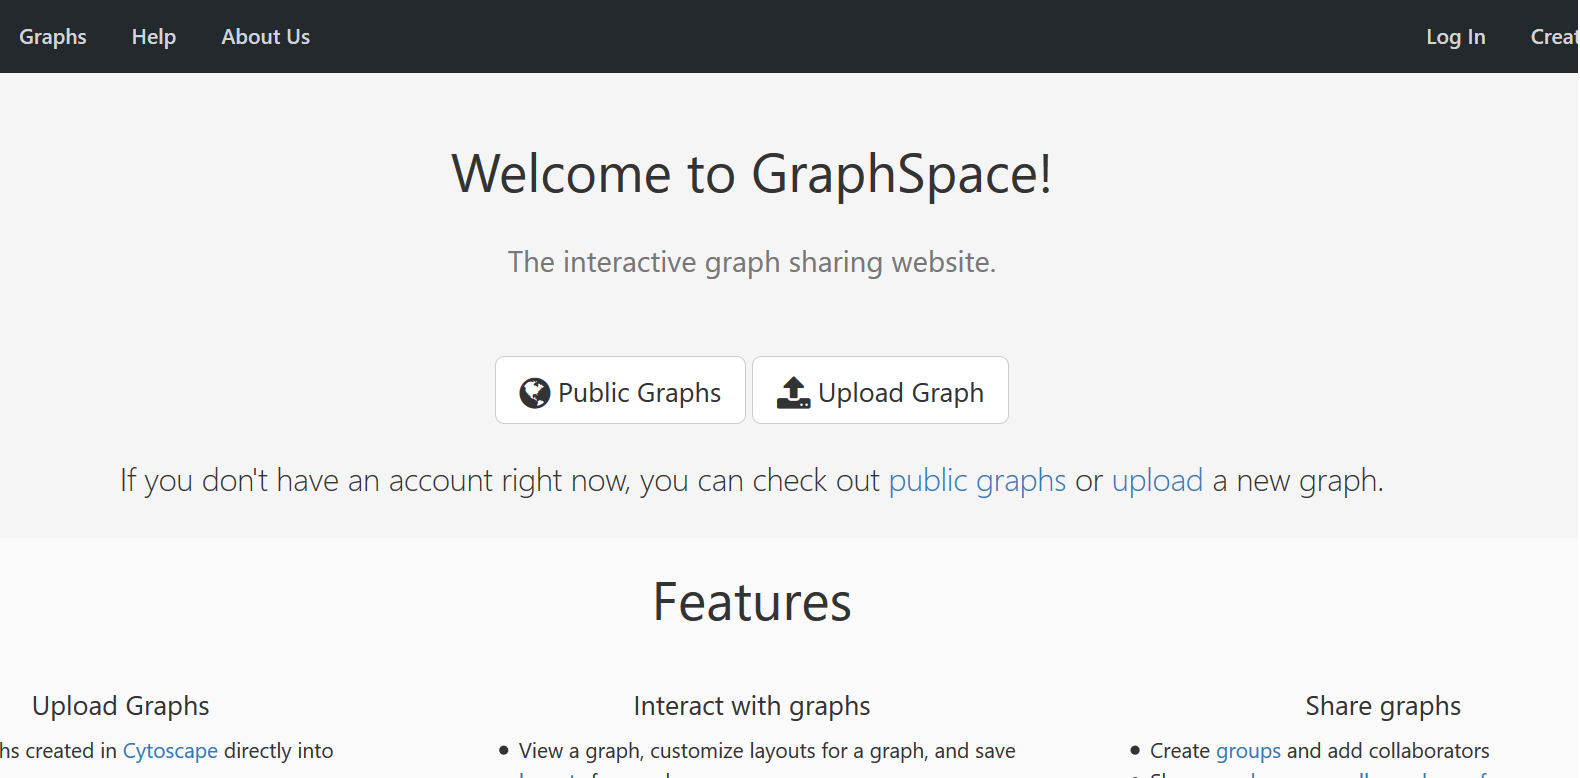 Graphs Help About Us Log In
Welcome to GraphSpace!
The interactive graph sharing website.
Public Graphs Upload Graph
If you don't have an account right now, you can check out public graphs or upload a new graph.
Features
Upload Graphs Interact with graphs Share graphs
created in Cytoscape directly into
• View a graph, customize layouts for a graph, and save
• Create groups and add collaborators